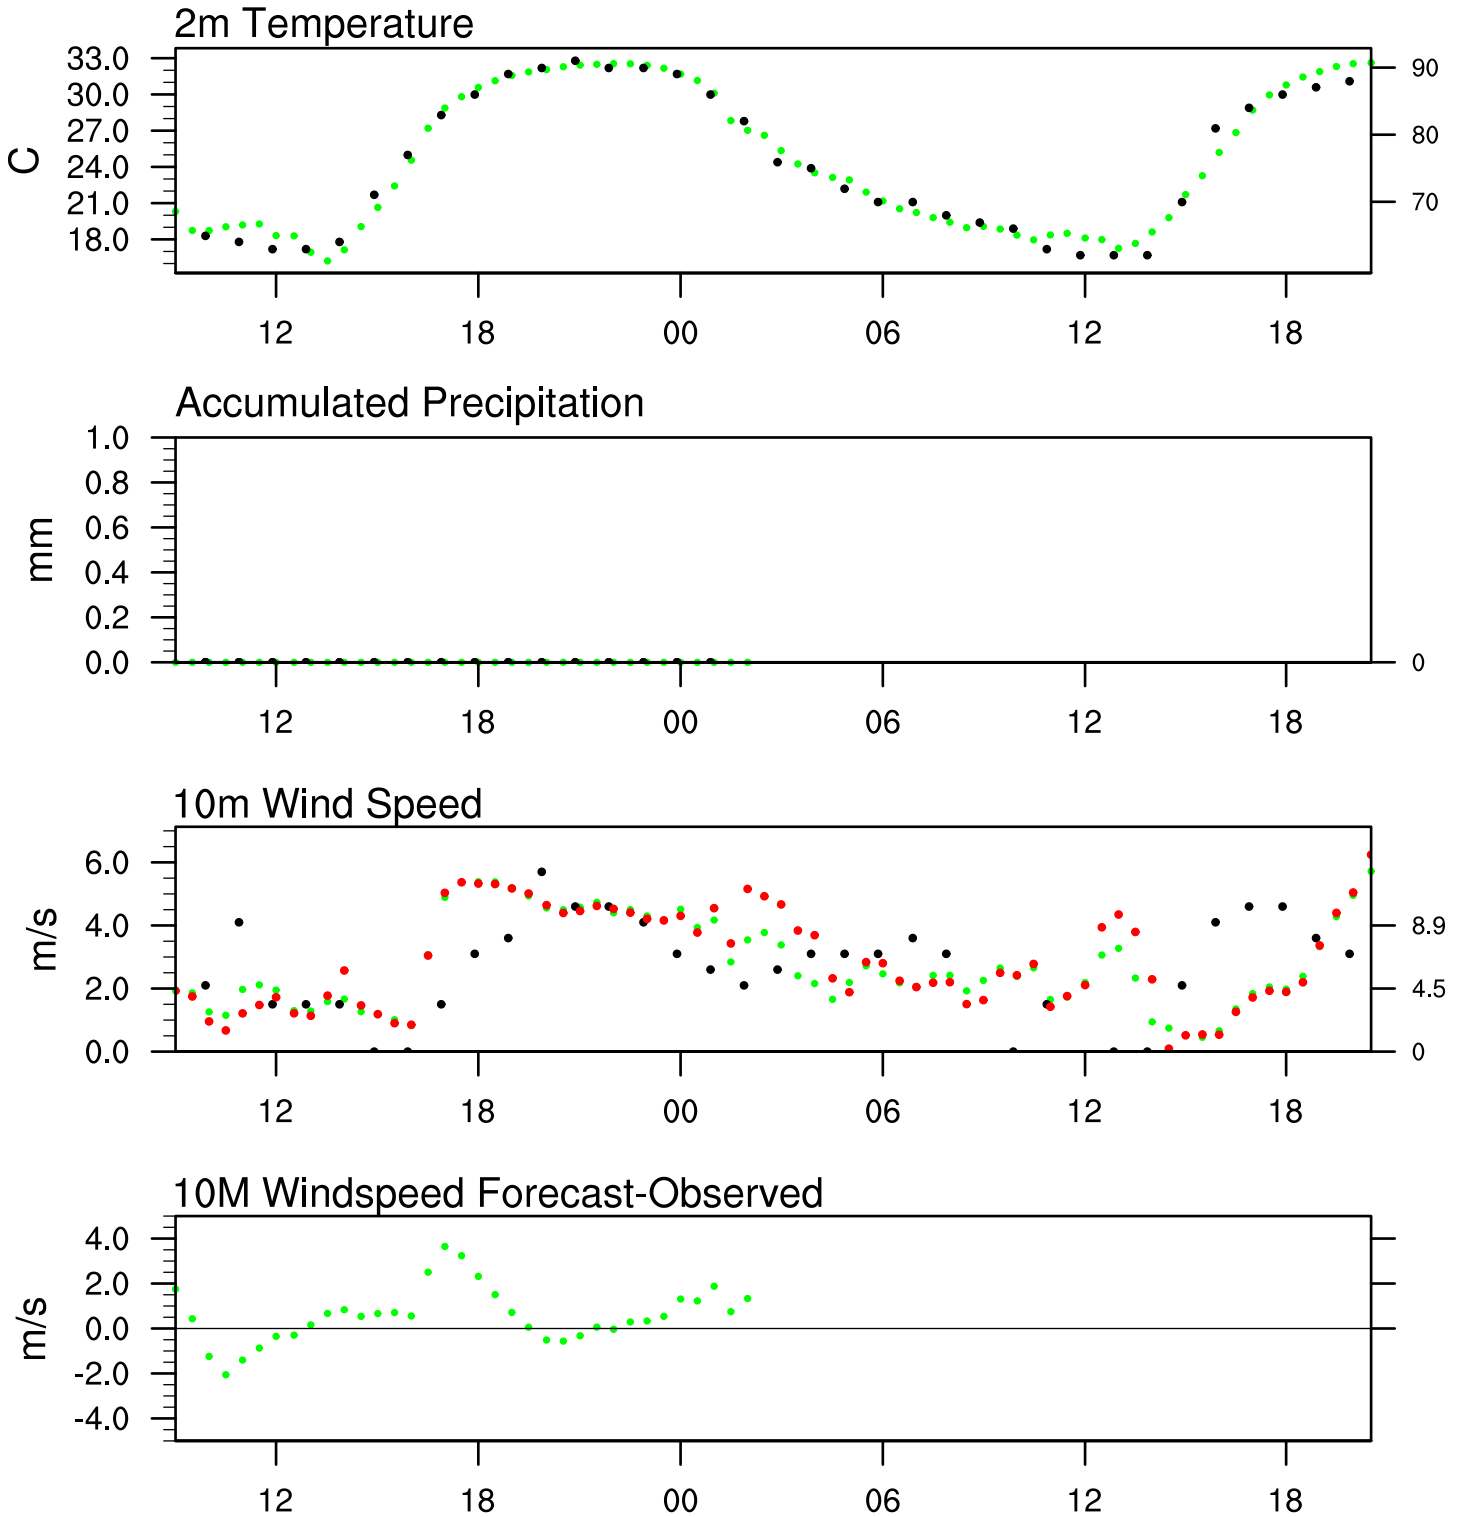 2m Temperature
33.0
30.0
27.0
24.0
21.0
18.0
C
90
80
70
12 18 00 06 12 18
Accumulated Precipitation
1.0
0.8
0.6
0.4
0.2
0.0
mm
0
12 18 00 06 12 18
10m Wind Speed
6.0
4.0
2.0
0.0
m/s
8.9
4.5
0
12 18 00 06 12 18
10M Windspeed Forecast-Observed
4.0
2.0
0.0
-2.0
-4.0
m/s
12 18 00 06 12 18